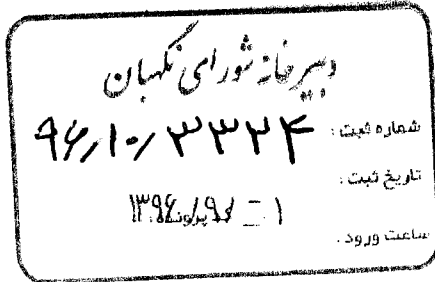 دبیرخانه شورای نگهبان
شماره ثبت: ۹۶/۱۰/۳۳۲۴
تاریخ ثبت:
ساعت ورود.